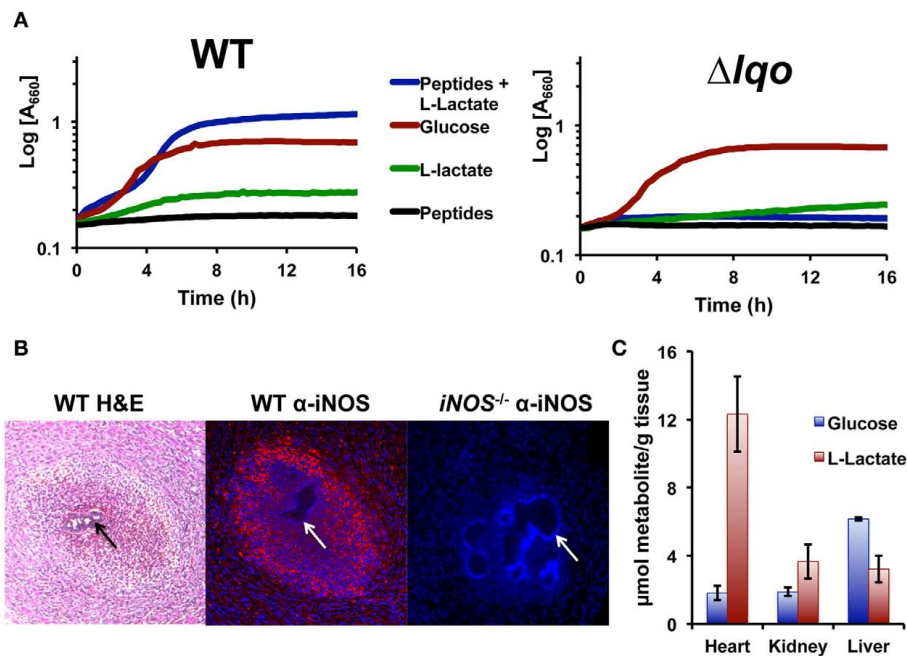 A
WT
Log [A660]
1
0.1
0 4 8 12 16
Time (h)
Peptides +
L-Lactate
Glucose
L-lactate
Peptides
Δlqo
Log [A660]
1
0.1
0 4 8 12 16
Time (h)
B
WT H&E
WT α-iNOS
iNOS-/- α-iNOS
C
μmol metabolite/g tissue
16
12
8
4
0
Glucose
L-Lactate
Heart Kidney Liver